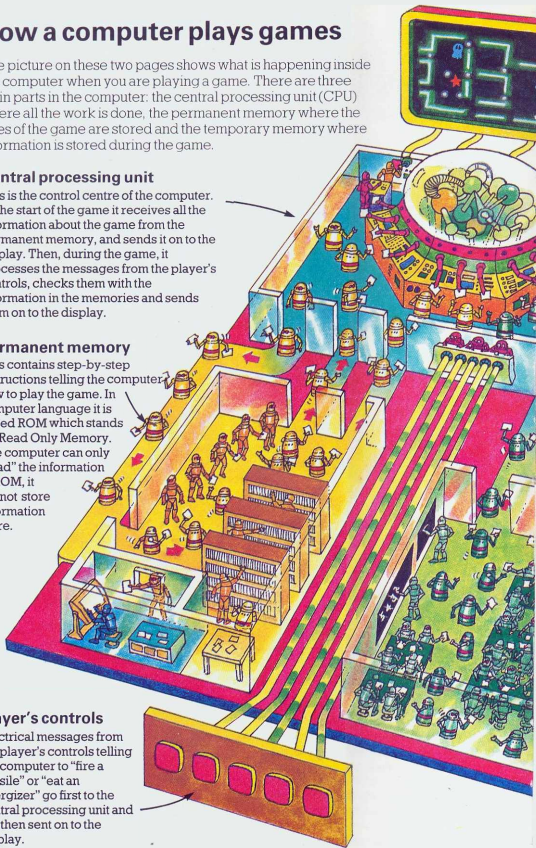 ow a computer plays games
e picture on these two pages shows what is happening inside
computer when you are playing a game. There are three
in parts in the computer: the central processing unit (CPU)
ere all the work is done, the permanent memory where the
es of the game are stored and the temporary memory where
ormation is stored during the game.
entral processing unit
is is the control centre of the computer.
the start of the game it receives all the
ormation about the game from the
rmanent memory, and sends it on to the
splay. Then, during the game, it
ocesses the messages from the player's
ntrols, checks them with the
ormation in the memories and sends
m on to the display.
rmanent memory
s contains step-by-step
tructions telling the computer
w to play the game. In
mputer language it is
ed ROM which stands
Read Only Memory.
e computer can only
ad" the information
OM, it
not store
ormation
re.
ayer's controls
ctrical messages from
player's controls telling
computer to "fire a
sile" or "eat an
ergizer" go first to the
ntral processing unit and
then sent on to the
play.